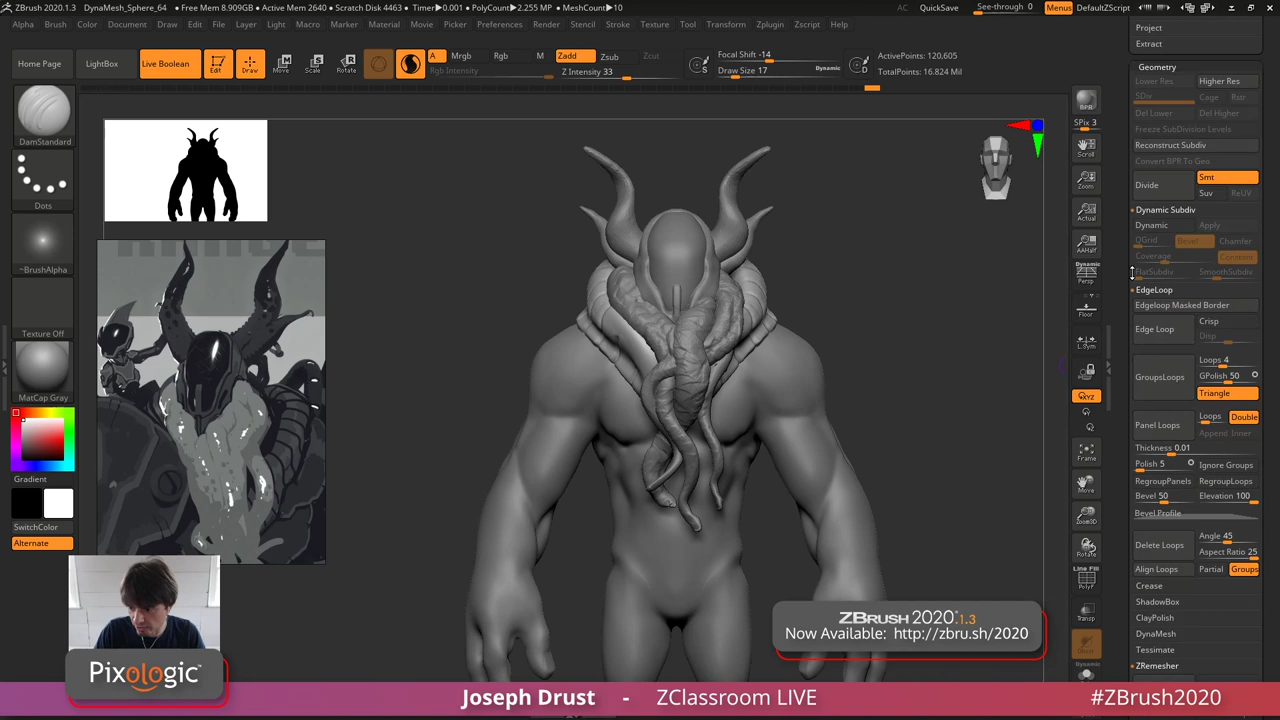 ZBrush 2020.1.3 DynaMesh_Sphere_64 • Free Mem 8.909GB • Active Mem 2640 • Scratch Disk 4463 • Timer▶0.001 • PolyCount▶2.255 MP • MeshCount▶10 AC QuickSave See-through 0 Menus DefaultZScript
Alpha Brush Color Document Draw Edit File Layer Light Macro Marker Material Movie Picker Preferences Render Stencil Stroke Texture Tool Transform Zplugin Zscript Help
Home Page LightBox Live Boolean Edit Draw Move Scale Rotate A Mrgb Rgb M Zadd Zsub Zcut
Rgb Intensity Z Intensity 33
Focal Shift -14
Draw Size 17 Dynamic
S D
ActivePoints: 120,605
TotalPoints: 16.824 Mil
DamStandard
Dots
~BrushAlpha
Texture Off
MatCap Gray
Gradient
SwitchColor
Alternate
BPR
SPix 3
Scroll
Zoom
Actual
AAHalf
Dynamic
Persp
Floor
L.Sym
XYZ
Frame
Move
Zoom3D
Rotate
Line Fill
PolyF
Transp
Dynamic
Project
Extract
Geometry
Lower Res Higher Res
SDiv Cage Rstr
Del Lower Del Higher
Freeze SubDivision Levels
Reconstruct Subdiv
Convert BPR To Geo
Divide Smt
Suv ReUV
Dynamic Subdiv
Dynamic Apply
QGrid Bevel Chamfer
Coverage Constant
FlatSubdiv SmoothSubdiv
EdgeLoop
Edgeloop Masked Border
Edge Loop Crisp
Disp
GroupsLoops Loops 4
GPolish 50
Triangle
Panel Loops Loops Double
Append Inner
Thickness 0.01
Polish 5 Ignore Groups
RegroupPanels RegroupLoops
Bevel 50 Elevation 100
Bevel Profile
Delete Loops Angle 45
Aspect Ratio 25
Align Loops Partial Groups
Crease
ShadowBox
ClayPolish
DynaMesh
Tessimate
ZRemesher
ZBRUSH 2020.1.3
Now Available: http://zbru.sh/2020
Pixologic™
Joseph Drust - ZClassroom LIVE #ZBrush2020